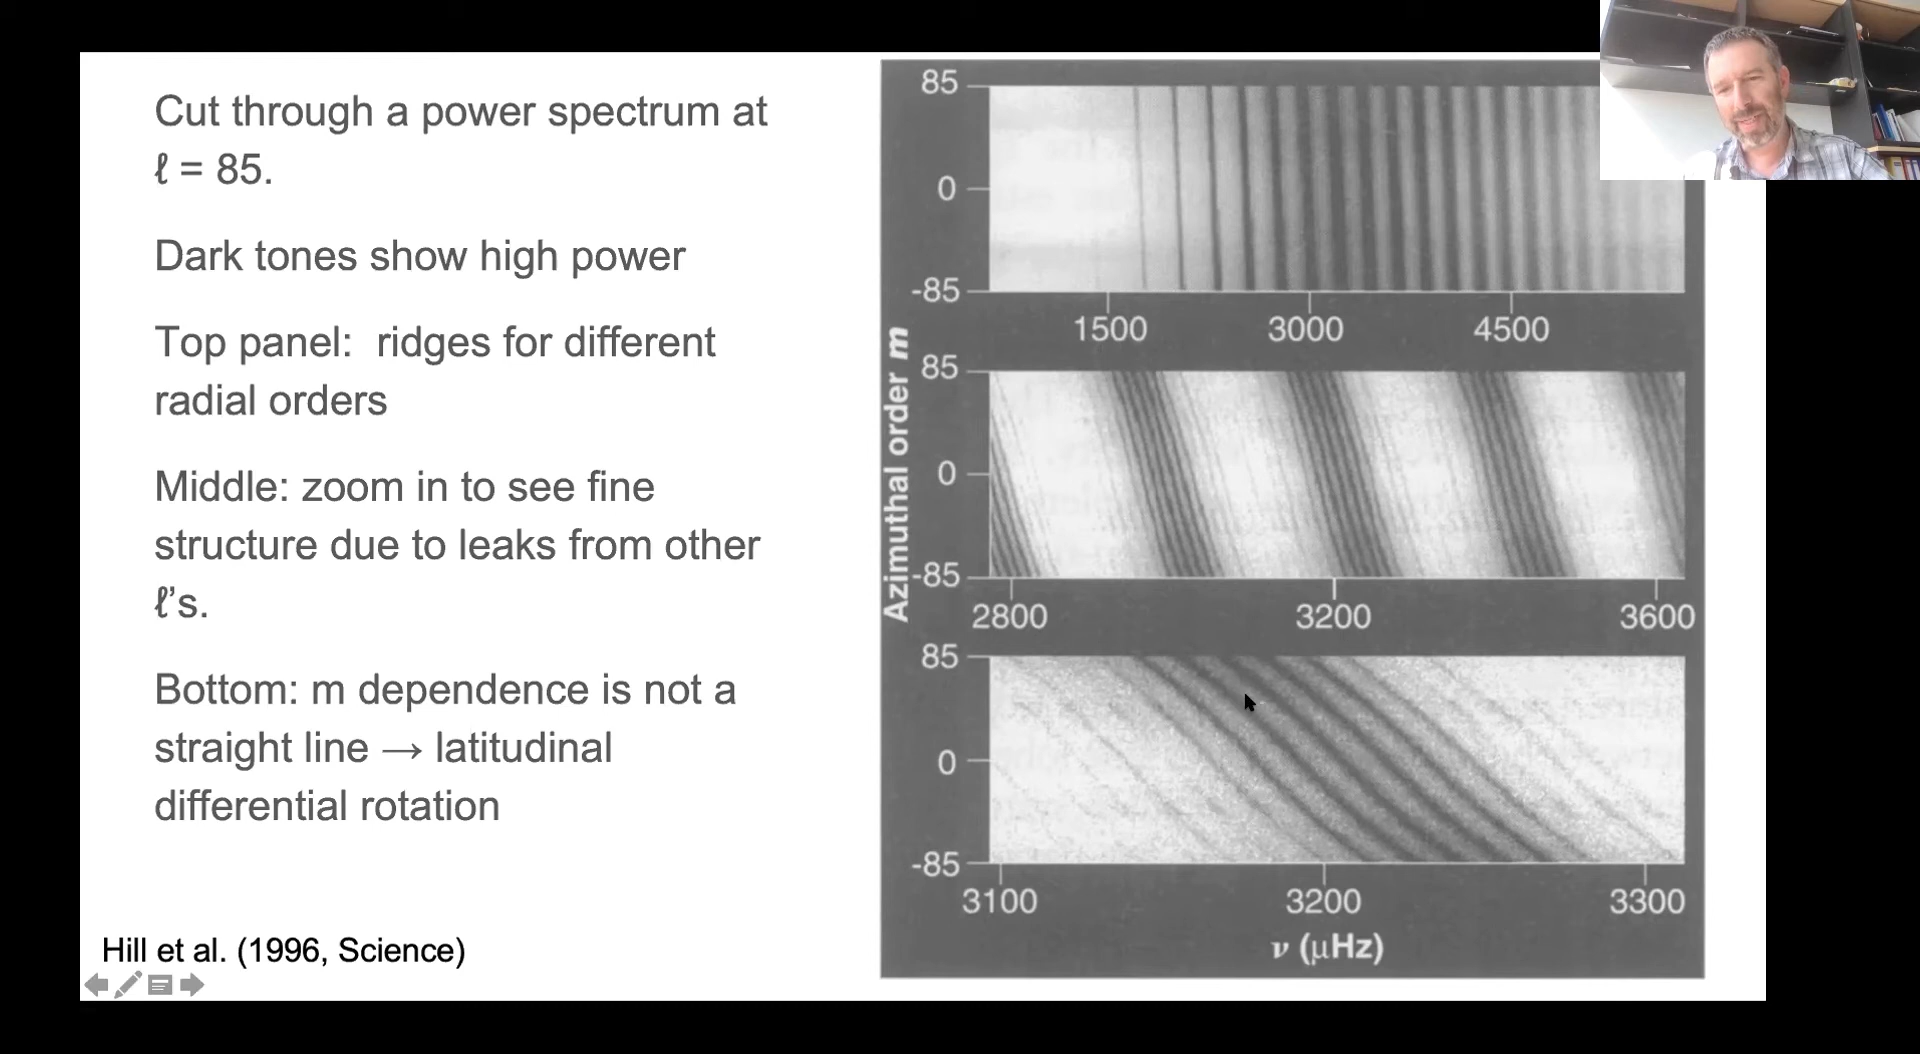 Cut through a power spectrum at
ℓ = 85.
Dark tones show high power
Top panel:  ridges for different
radial orders
Middle: zoom in to see fine
structure due to leaks from other
ℓ’s.
Bottom: m dependence is not a
straight line → latitudinal
differential rotation
Hill et al. (1996, Science)
Azimuthal order m
85
0
-85
1500 3000 4500
85
0
-85
2800 3200 3600
85
0
-85
3100 3200 3300
ν (μHz)